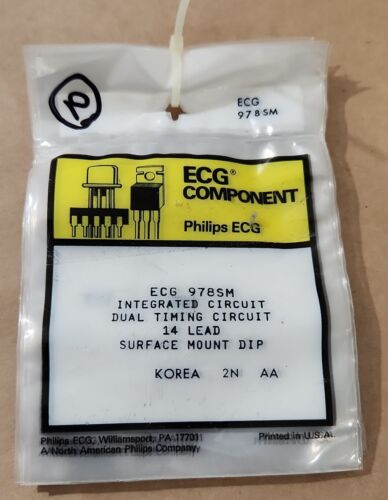 9
ECG
978SM
ECG®
COMPONENT
Philips ECG
ECG 978SM
INTEGRATED CIRCUIT
DUAL TIMING CIRCUIT
14 LEAD
SURFACE MOUNT DIP
KOREA 2N AA
Philips ECG, Williamsport, PA 17701
A North American Philips Company
Printed in U.S.A.